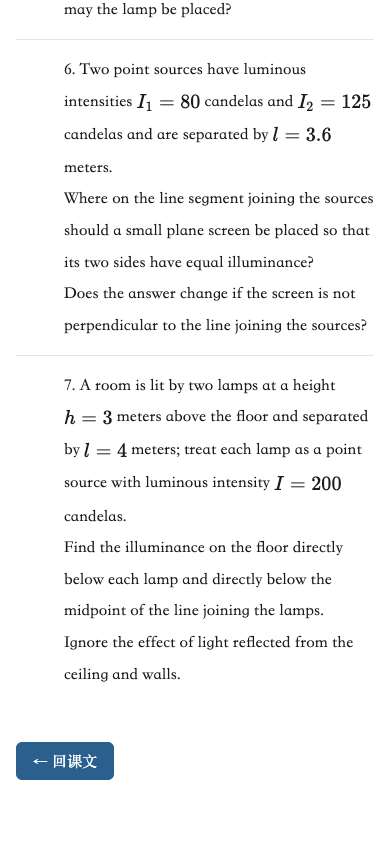 may the lamp be placed?
6. Two point sources have luminous
intensities I₁ = 80 candelas and I₂ = 125
candelas and are separated by l = 3.6
meters.
Where on the line segment joining the sources
should a small plane screen be placed so that
its two sides have equal illuminance?
Does the answer change if the screen is not
perpendicular to the line joining the sources?
7. A room is lit by two lamps at a height
h = 3 meters above the floor and separated
by l = 4 meters; treat each lamp as a point
source with luminous intensity I = 200
candelas.
Find the illuminance on the floor directly
below each lamp and directly below the
midpoint of the line joining the lamps.
Ignore the effect of light reflected from the
ceiling and walls.
← 回课文